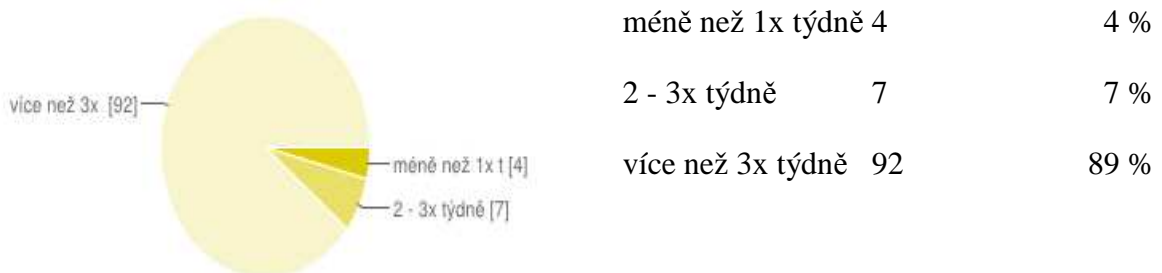 více než 3x [92]
méně než 1x t [4]
2 - 3x týdně [7]
méně než 1x týdně 4 4 %
2 - 3x týdně 7 7 %
více než 3x týdně 92 89 %